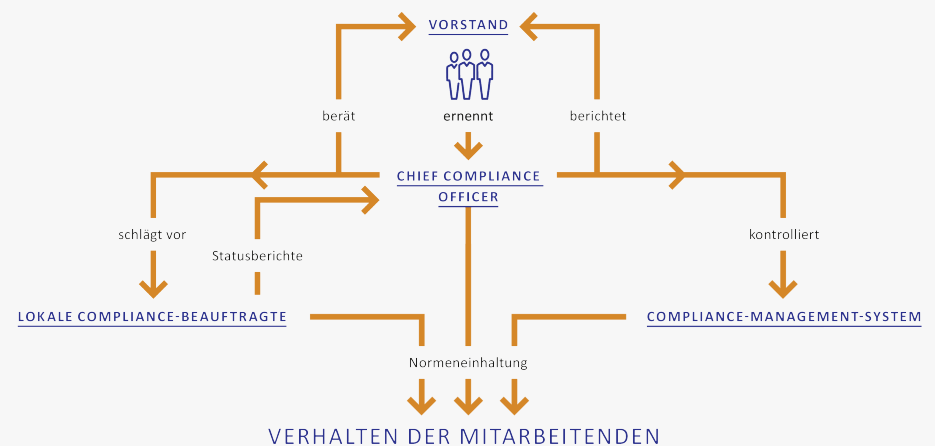 VORSTAND
berät
ernennt
berichtet
CHIEF COMPLIANCE
OFFICER
schlägt vor
kontrolliert
Statusberichte
LOKALE COMPLIANCE-BEAUFTRAGTE
COMPLIANCE-MANAGEMENT-SYSTEM
Normeneinhaltung
VERHALTEN DER MITARBEITENDEN